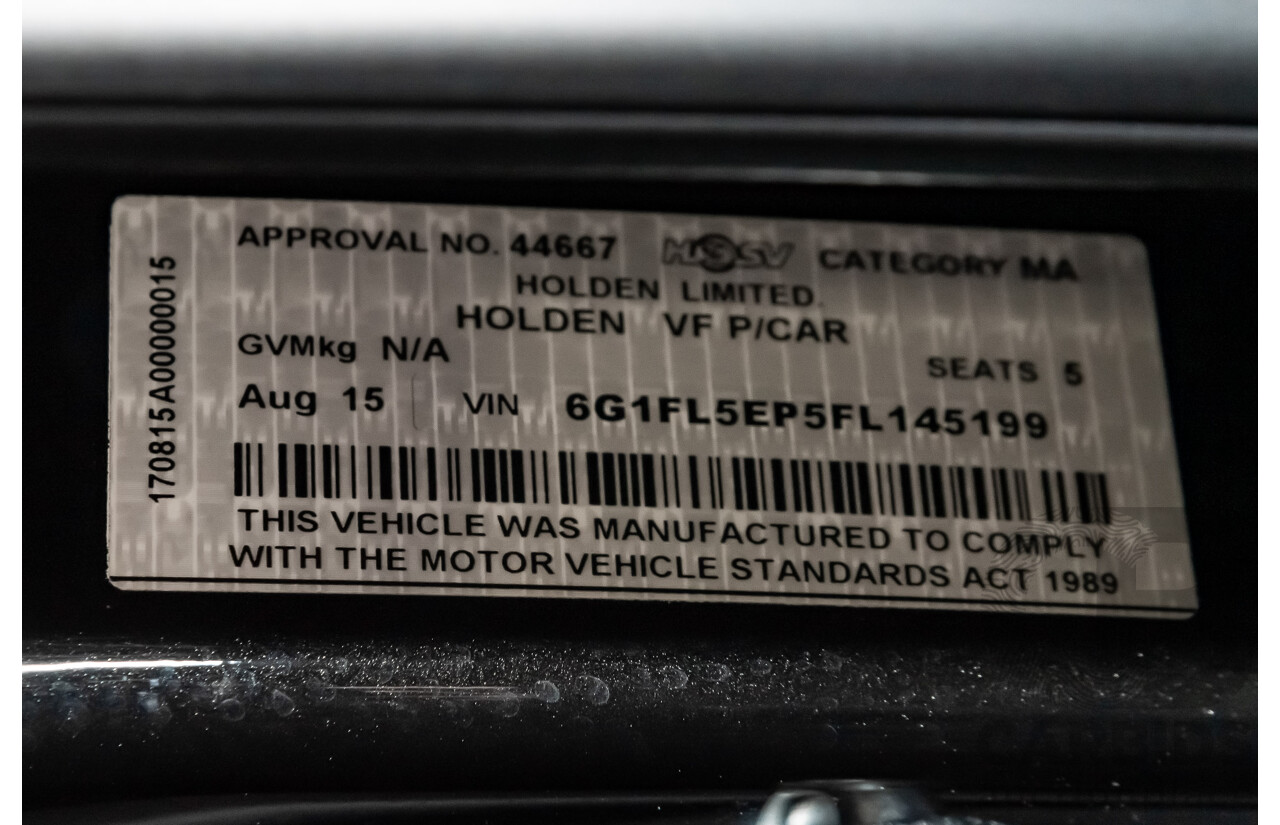 APPROVAL NO. 44667 HSV CATEGORY MA
HOLDEN LIMITED.
HOLDEN VF P/CAR
GVMkg N/A SEATS 5
Aug 15 VIN 6G1FL5EP5FL145199
THIS VEHICLE WAS MANUFACTURED TO COMPLY
WITH THE MOTOR VEHICLE STANDARDS ACT 1989
170815A00000015